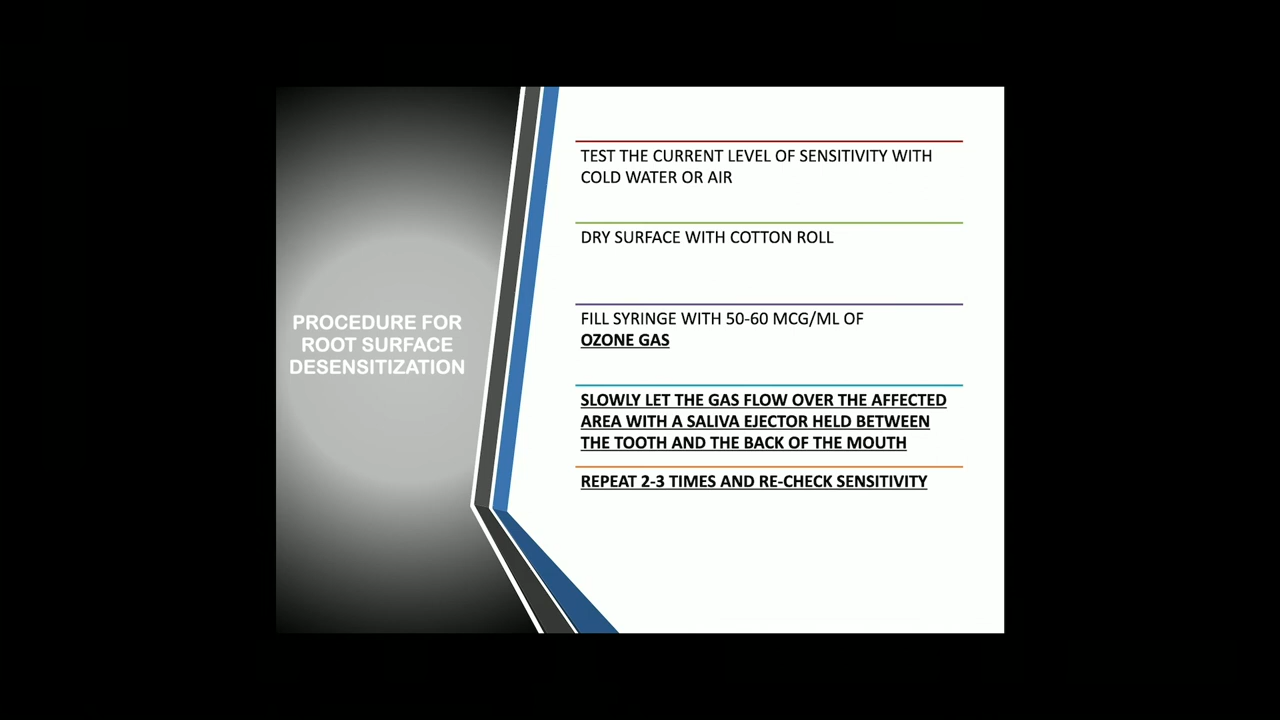 PROCEDURE FOR
ROOT SURFACE
DESENSITIZATION
TEST THE CURRENT LEVEL OF SENSITIVITY WITH
COLD WATER OR AIR
DRY SURFACE WITH COTTON ROLL
FILL SYRINGE WITH 50-60 MCG/ML OF
OZONE GAS
SLOWLY LET THE GAS FLOW OVER THE AFFECTED
AREA WITH A SALIVA EJECTOR HELD BETWEEN
THE TOOTH AND THE BACK OF THE MOUTH
REPEAT 2-3 TIMES AND RE-CHECK SENSITIVITY